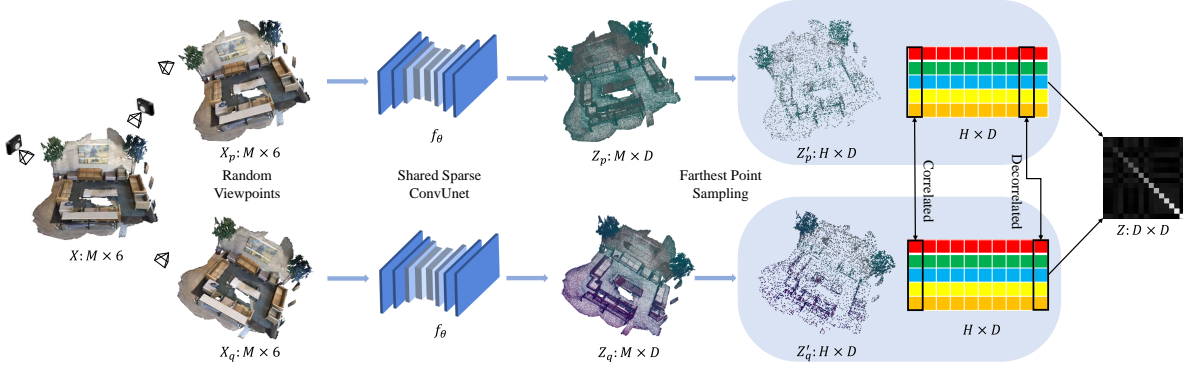 X: M × 6
X_p: M × 6
Random
Viewpoints
X_q: M × 6
f_θ
Shared Sparse
ConvUnet
f_θ
Z_p: M × D
Z_q: M × D
Farthest Point
Sampling
Z'_p: H × D
H × D
Correlated
Decorrelated
Z'_q: H × D
H × D
Z: D × D